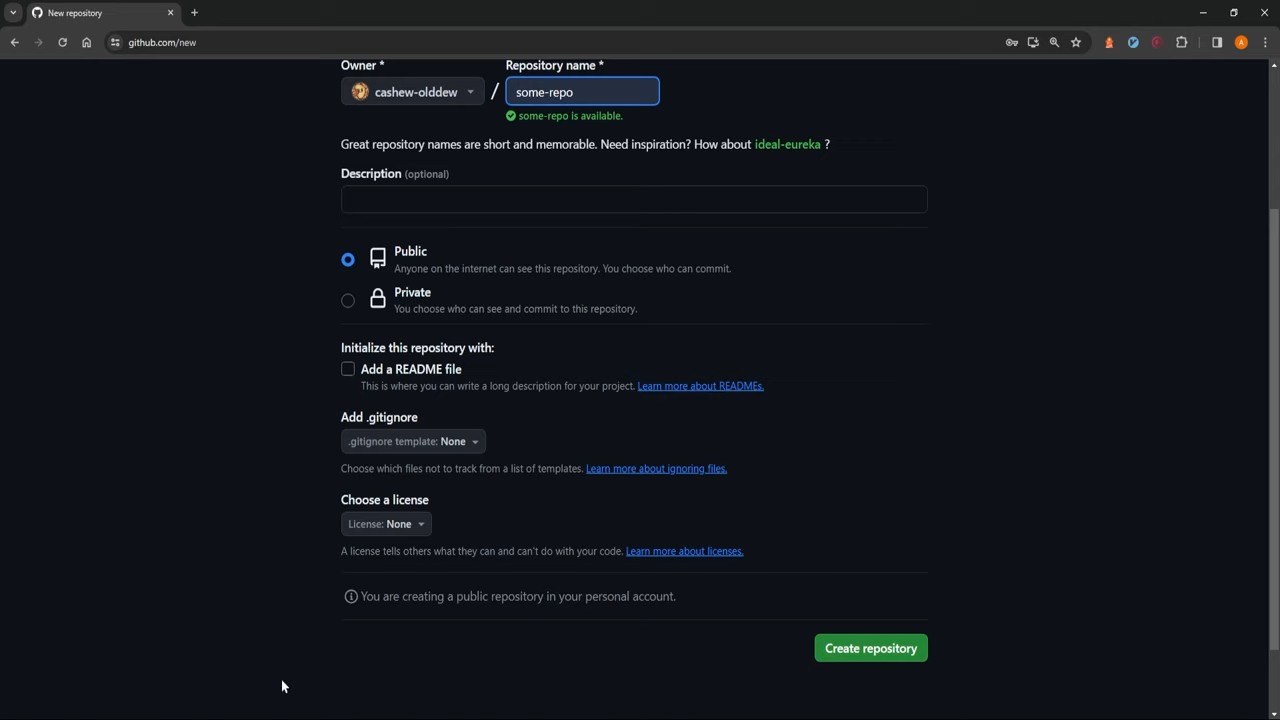 New repository
github.com/new
A
Owner *
Repository name *
cashew-olddew
/
some-repo
some-repo is available.
Great repository names are short and memorable. Need inspiration? How about ideal-eureka ?
Description (optional)
Public
Anyone on the internet can see this repository. You choose who can commit.
Private
You choose who can see and commit to this repository.
Initialize this repository with:
Add a README file
This is where you can write a long description for your project. Learn more about READMEs.
Add .gitignore
.gitignore template: None
Choose which files not to track from a list of templates. Learn more about ignoring files.
Choose a license
License: None
A license tells others what they can and can't do with your code. Learn more about licenses.
You are creating a public repository in your personal account.
Create repository